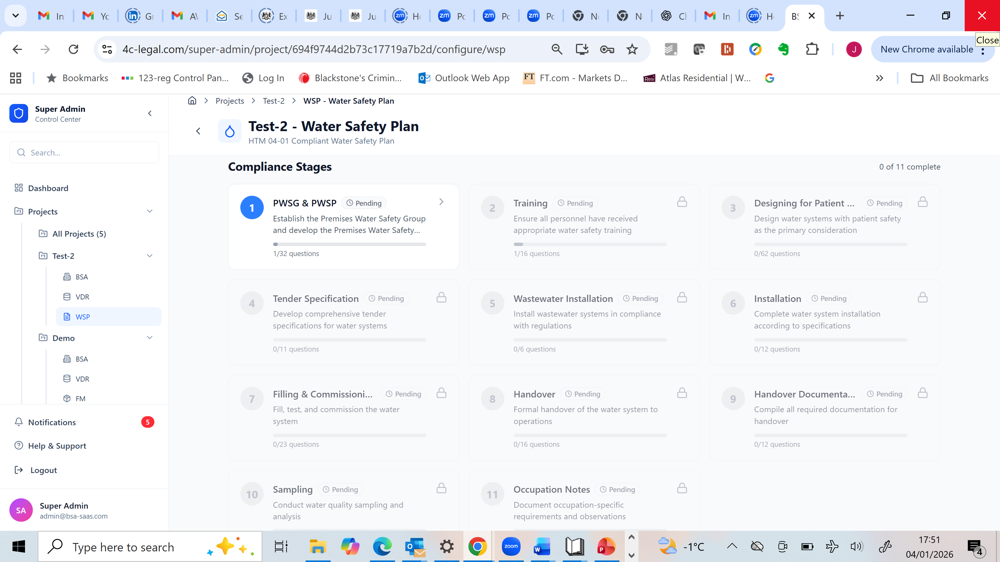 In
Yo
Gr
AV
Se
Ex
Ju
Ju
Ho
Pc
Pc
Pc
N
N
Cl
In
H
BS
Close
4c-legal.com/super-admin/project/694f9744d2b73c17719a7b2d/configure/wsp
J
New Chrome available
Bookmarks
123-reg Control Pan...
Log In
Blackstone's Crimin...
Outlook Web App
FT.com - Markets D...
Atlas Residential | W...
All Bookmarks
Super Admin
Control Center
Search...
Dashboard
Projects
All Projects (5)
Test-2
BSA
VDR
WSP
Demo
BSA
VDR
FM
Notifications
5
Help & Support
Logout
SA
Super Admin
admin@bsa-saas.com
Projects
Test-2
WSP - Water Safety Plan
Test-2 - Water Safety Plan
HTM 04-01 Compliant Water Safety Plan
Compliance Stages
0 of 11 complete
1
PWSG & PWSP
Pending
Establish the Premises Water Safety Group
and develop the Premises Water Safety...
1/32 questions
2
Training
Pending
Ensure all personnel have received
appropriate water safety training
1/16 questions
3
Designing for Patient ...
Pending
Design water systems with patient safety
as the primary consideration
0/62 questions
4
Tender Specification
Pending
Develop comprehensive tender
specifications for water systems
0/11 questions
5
Wastewater Installation
Pending
Install wastewater systems in compliance
with regulations
0/6 questions
6
Installation
Pending
Complete water system installation
according to specifications
0/12 questions
7
Filling & Commissioni...
Pending
Fill, test, and commission the water
system
0/23 questions
8
Handover
Pending
Formal handover of the water system to
operations
0/16 questions
9
Handover Documenta...
Pending
Compile all required documentation for
handover
0/12 questions
10
Sampling
Pending
Conduct water quality sampling and
analysis
11
Occupation Notes
Pending
Document occupation-specific
requirements and observations
Type here to search
zoom
-1°C
17:51
04/01/2026
4